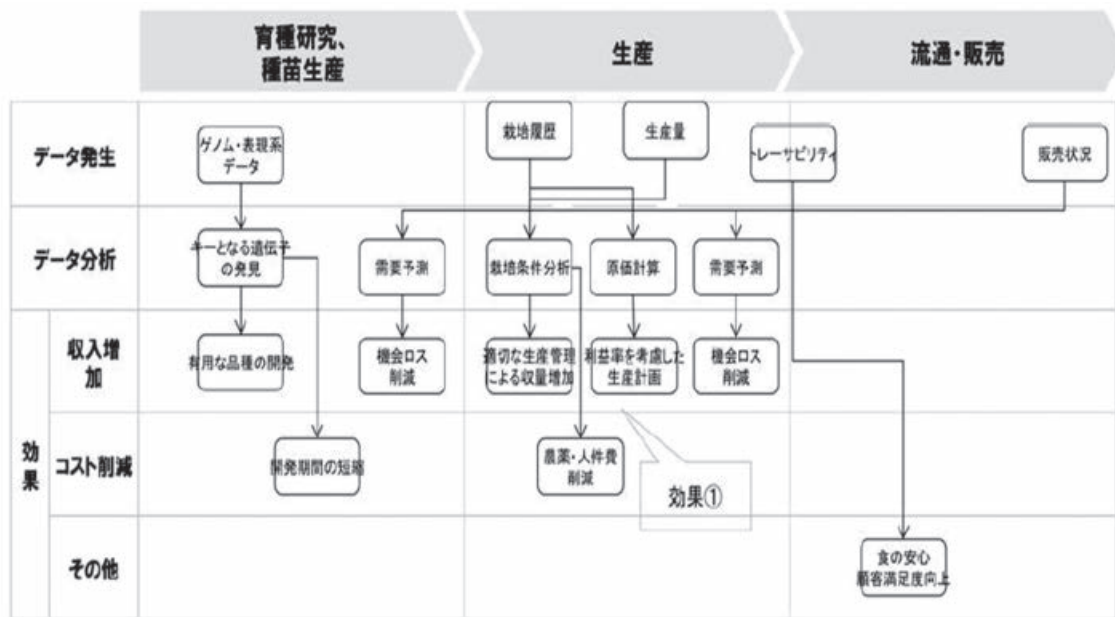 育種研究、
種苗生産
生産
流通・販売
データ発生
ゲノム・表現系
データ
栽培履歴
生産量
トレーサビリティ
販売状況
データ分析
キーとなる遺伝子
の発見
需要予測
栽培条件分析
原価計算
需要予測
効果
収入増
加
有用な品種の開発
機会ロス
削減
適切な生産管理
による収量増加
利益率を考慮した
生産計画
機会ロス
削減
コスト削減
開発期間の短縮
農薬・人件費
削減
効果①
その他
食の安心
顧客満足度向上